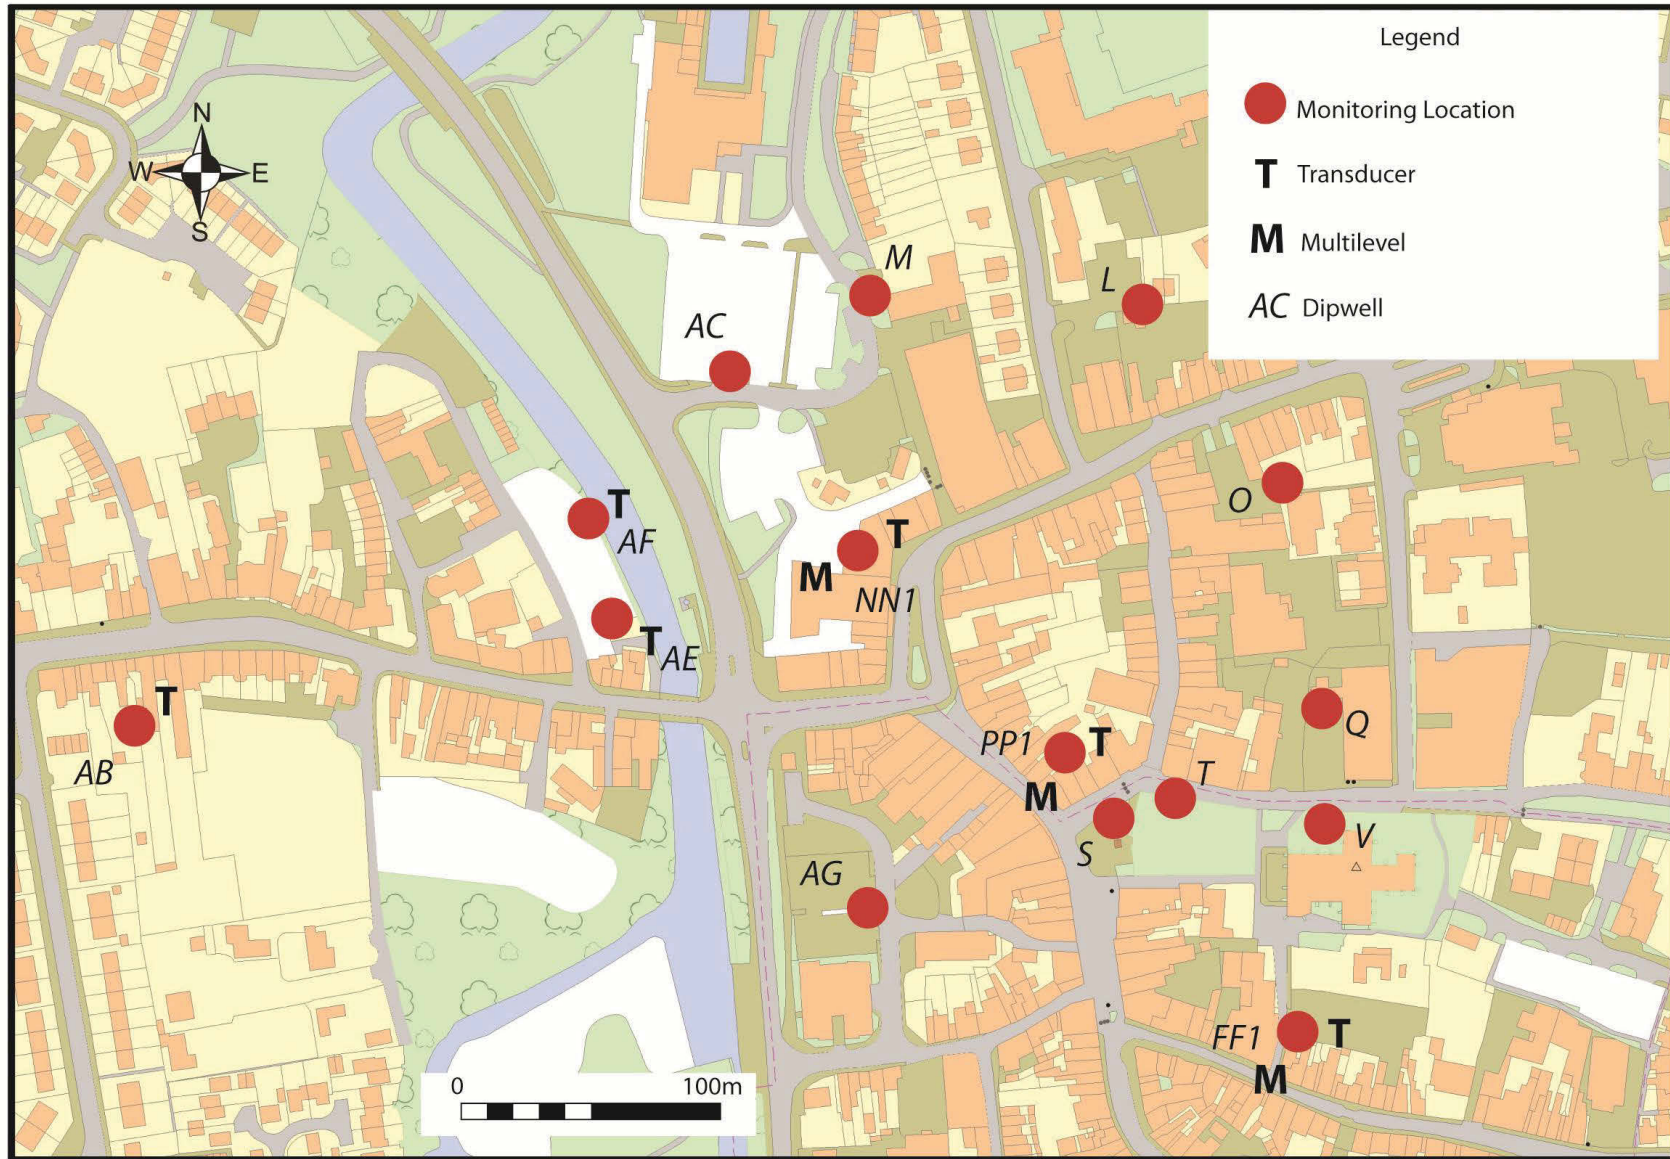 Legend
Monitoring Location
T Transducer
M Multilevel
AC Dipwell
N
W E
S
M
L
AC
O
T
AF
T
M
NN1
T AE
T
AB
Q
PP1 T
M
T
S
V
AG
FF1 T
M
0 100m